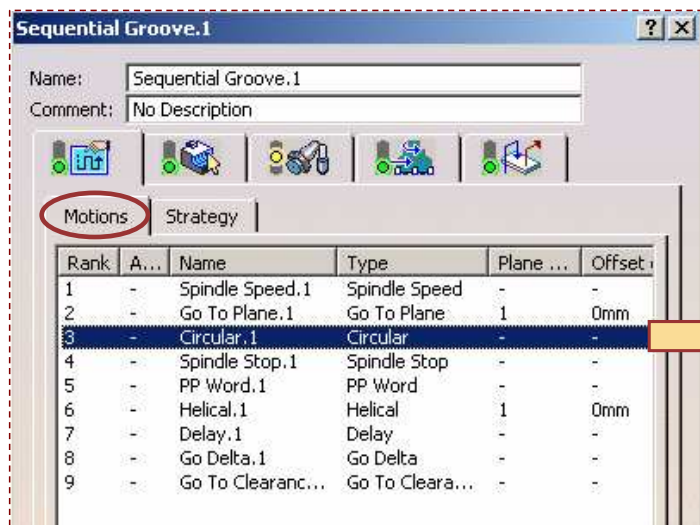 Sequential Groove.1
Name: Sequential Groove.1
Comment: No Description
Motions Strategy
Rank A... Name Type Plane ... Offset
1 - Spindle Speed.1 Spindle Speed - -
2 - Go To Plane.1 Go To Plane 1 0mm
3 - Circular.1 Circular - -
4 - Spindle Stop.1 Spindle Stop - -
5 - PP Word.1 PP Word - -
6 - Helical.1 Helical 1 0mm
7 - Delay.1 Delay - -
8 - Go Delta.1 Go Delta - -
9 - Go To Clearanc... Go To Cleara... - -